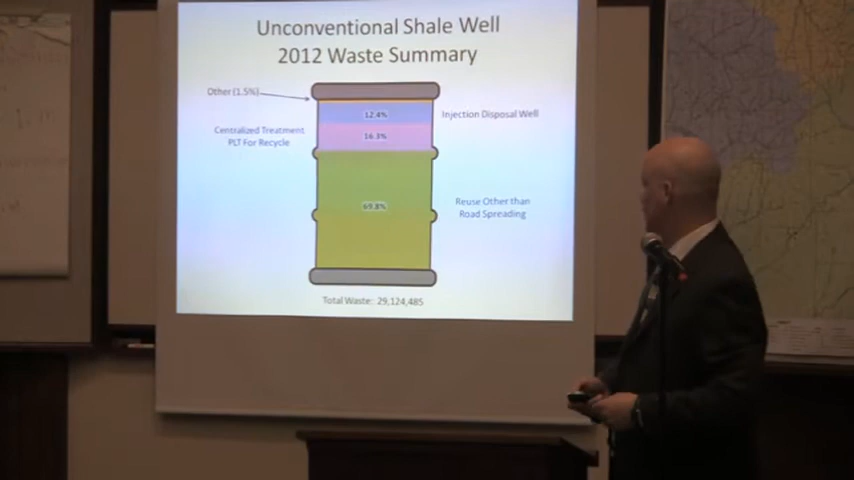 Unconventional Shale Well
2012 Waste Summary
Other (1.5%)
12.4%
Injection Disposal Well
Centralized Treatment
PLT For Recycle
16.3%
69.8%
Reuse Other than
Road Spreading
Total Waste: 29,124,485